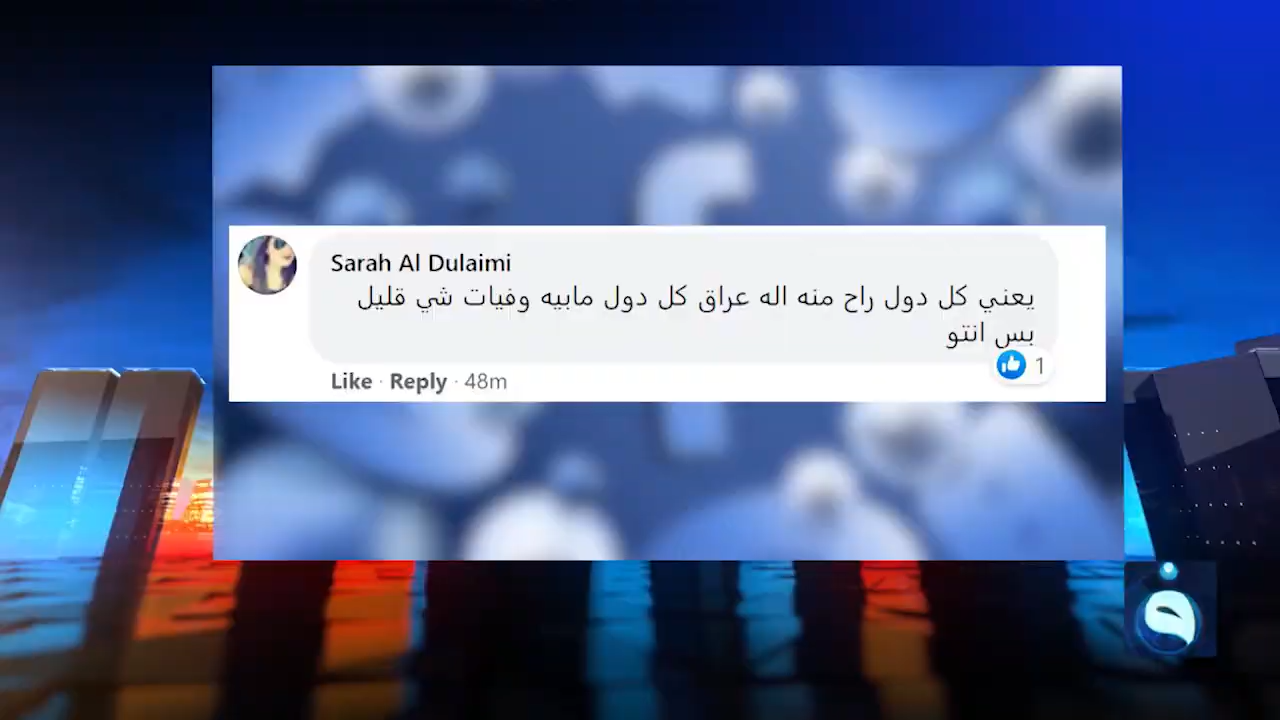 Sarah Al Dulaimi
يعني كل دول راح منه اله عراق كل دول مابيه وفيات شي قليل
بس انتو
1
Like · Reply · 48m